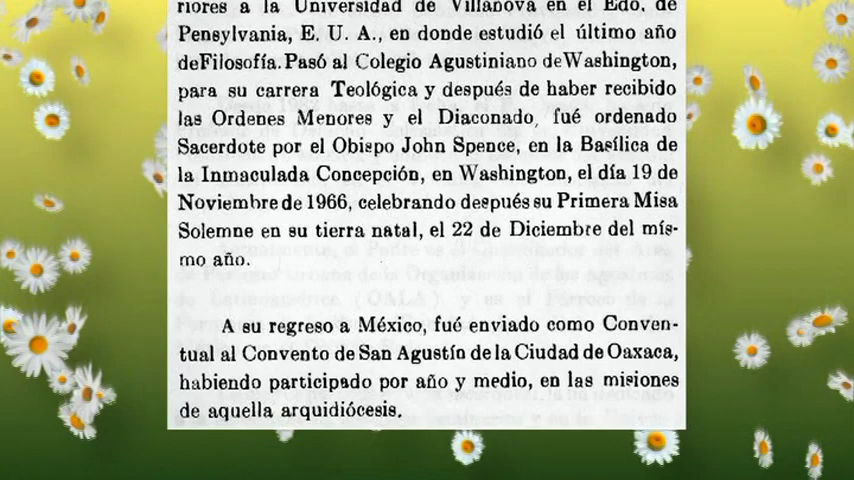 riores a la Universidad de Villanova en el Edo. de
Pensylvania, E. U. A., en donde estudió el último año
deFilosofía. Pasó al Colegio Agustiniano deWashington,
para su carrera Teológica y después de haber recibido
las Ordenes Menores y el Diaconado, fué ordenado
Sacerdote por el Obispo John Spence, en la Basílica de
la Inmaculada Concepción, en Washington, el día 19 de
Noviembre de 1966, celebrando después su Primera Misa
Solemne en su tierra natal, el 22 de Diciembre del mís-
mo año.
A su regreso a México, fué enviado como Conven-
tual al Convento de San Agustín de la Ciudad de Oaxaca,
habiendo participado por año y medio, en las misiones
de aquella arquidiócesis.